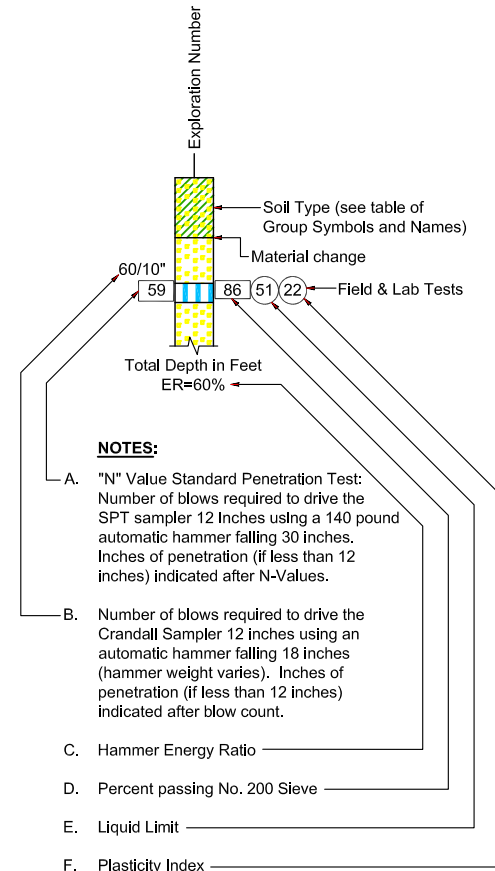 Exploration Number
Soil Type (see table of
Group Symbols and Names)
Material change
60/10"
59
86
51
22
Field & Lab Tests
Total Depth in Feet
ER=60%
NOTES:
A. "N" Value Standard Penetration Test:
Number of blows required to drive the
SPT sampler 12 Inches using a 140 pound
automatic hammer falling 30 inches.
Inches of penetration (if less than 12
inches) indicated after N-Values.
B. Number of blows required to drive the
Crandall Sampler 12 inches using an
automatic hammer falling 18 inches
(hammer weight varies). Inches of
penetration (if less than 12 inches)
indicated after blow count.
C. Hammer Energy Ratio
D. Percent passing No. 200 Sieve
E. Liquid Limit
F. Plasticity Index